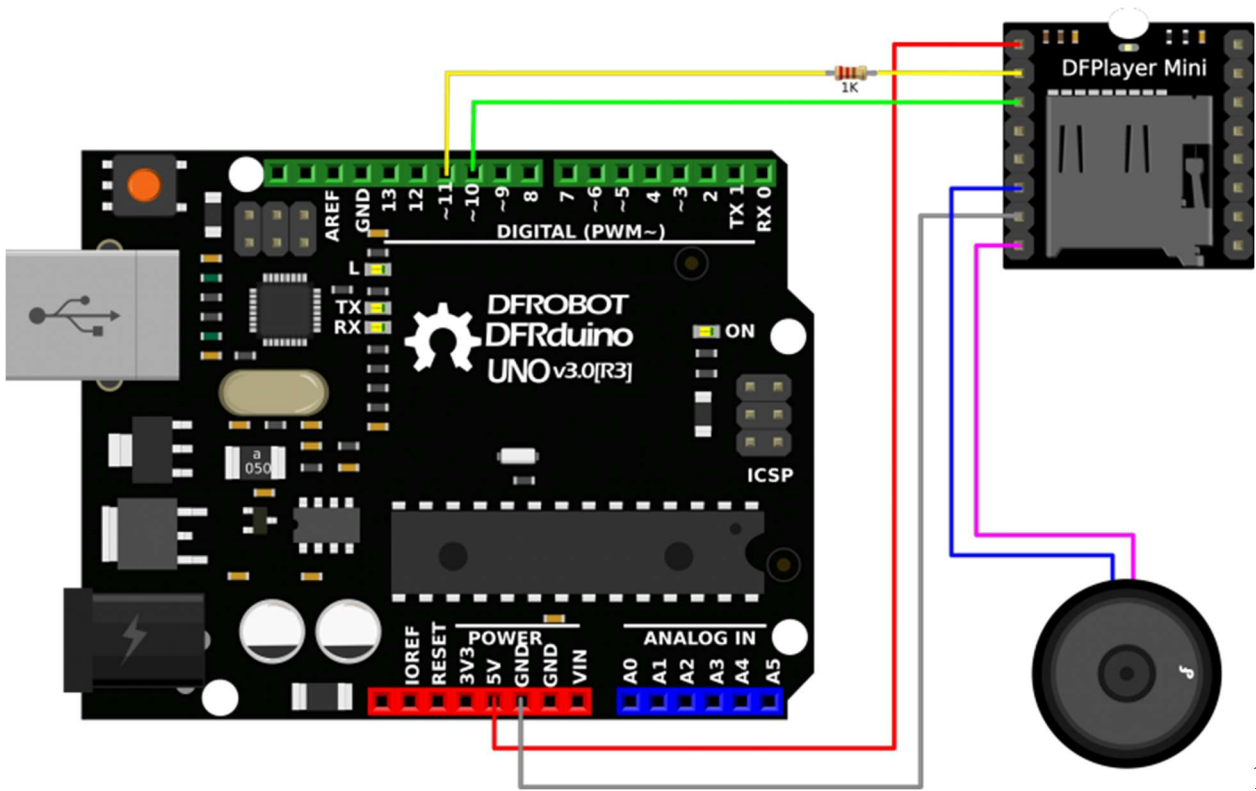 DFPlayer Mini
1K
AREF
GND
13
12
~11
~10
~9
8
7
~6
~5
4
~3
2
TX 1
RX 0
DIGITAL (PWM~)
L
TX
RX
DFROBOT
DFRduino
UNO v3.0[R3]
ON
ICSP
a
050
POWER
ANALOG IN
IOREF
RESET
3V3
5V
GND
GND
VIN
A0
A1
A2
A3
A4
A5